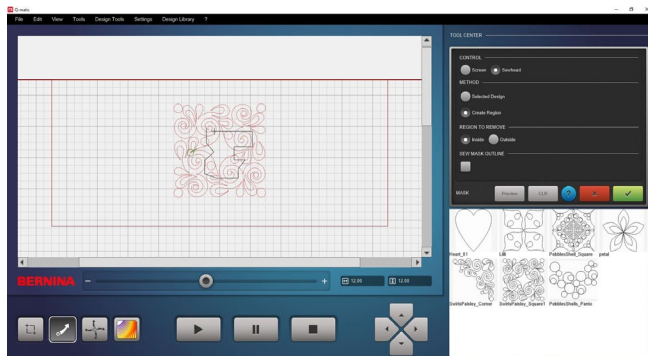 Q-matic
File Edit View Tools Design Tools Settings Design Library ?
TOOL CENTER
CONTROL
Screen Sewhead
METHOD
Selected Design
Create Region
REGION TO REMOVE
Inside Outside
SEW MASK OUTLINE
MASK Preview CLR ?
Heart_01 Lilli PebblesShell_Square petal
SwirlsPaisley_Corner SwirlsPaisley_Square1 PebblesShells_Panto
BERNINA - + 12.00 12.00